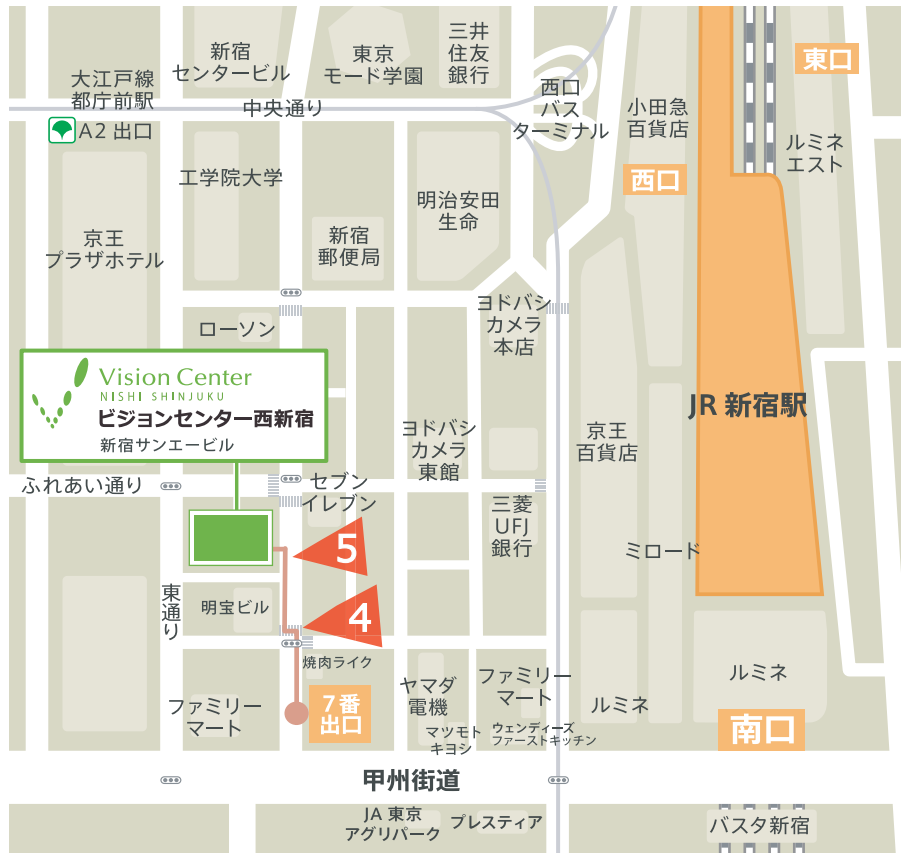 新宿
センタービル
東京
モード学園
三井
住友
銀行
東口
大江戸線
都庁前駅
A2 出口
中央通り
西口
バス
ターミナル
小田急
百貨店
ルミネ
エスト
工学院大学
西口
明治安田
生命
京王
プラザホテル
新宿
郵便局
ローソン
ヨドバシ
カメラ
本店
Vision Center
NISHI SHINJUKU
ビジョンセンター西新宿
新宿サンエービル
JR 新宿駅
ヨドバシ
カメラ
東館
京王
百貨店
ふれあい通り
セブン
イレブン
三菱
UFJ
銀行
5
ミロード
東通り
明宝ビル
4
焼肉ライク
ファミリー
マート
7番
出口
ヤマダ
電機
ファミリー
マート
ルミネ
ルミネ
マツモト
キヨシ
ウェンディーズ
ファーストキッチン
南口
甲州街道
JA 東京
アグリパーク
プレスティア
バスタ新宿